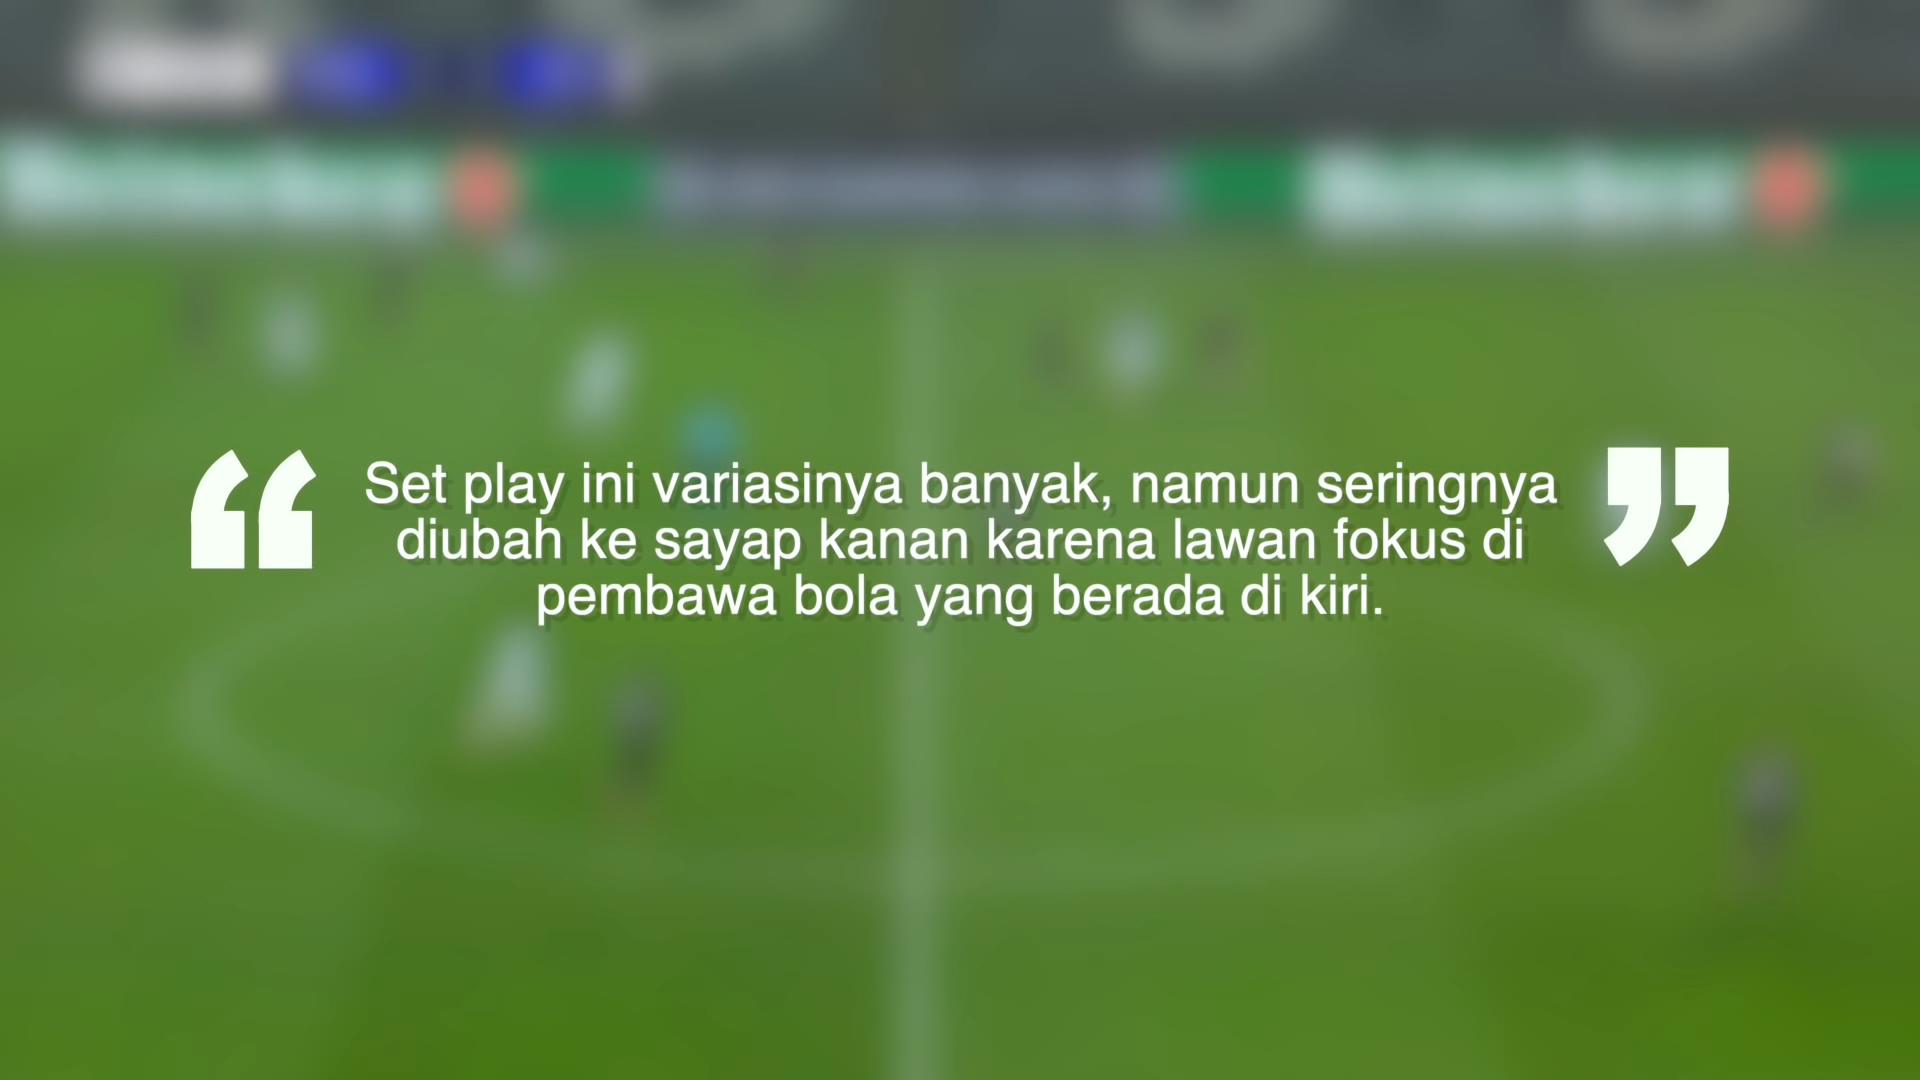 “Set play ini variasinya banyak, namun seringnya
diubah ke sayap kanan karena lawan fokus di
pembawa bola yang berada di kiri.”